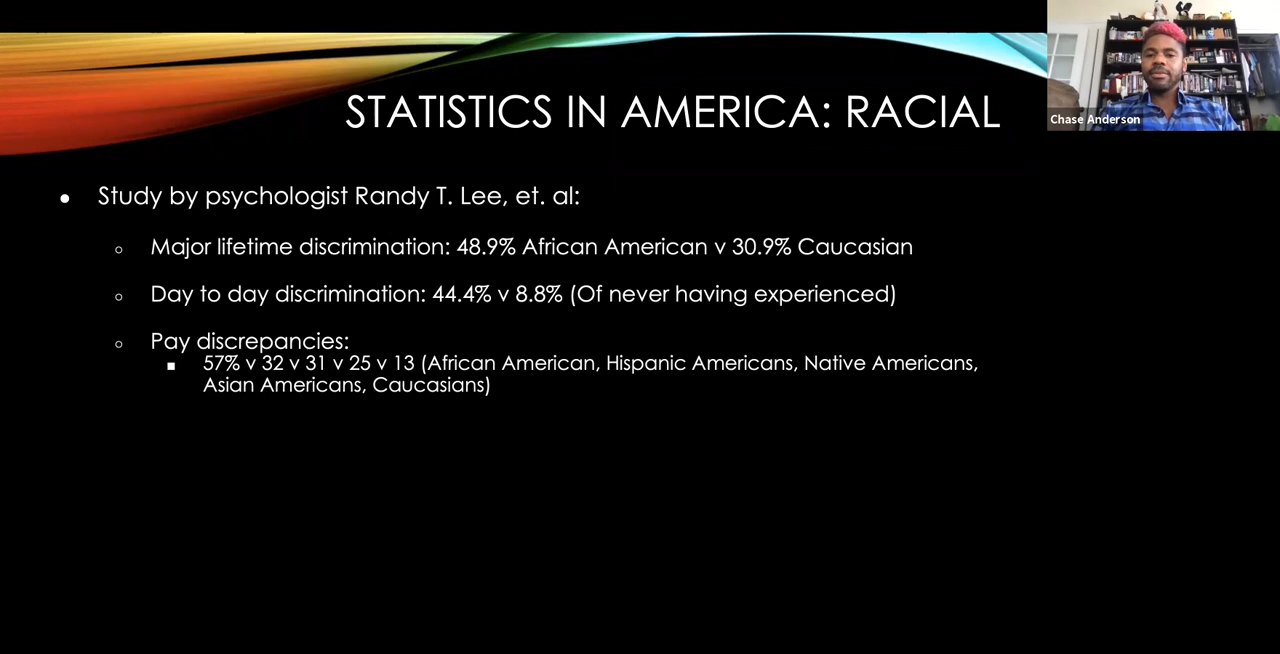 STATISTICS IN AMERICA: RACIAL
Chase Anderson
• Study by psychologist Randy T. Lee, et. al:
○ Major lifetime discrimination: 48.9% African American v 30.9% Caucasian
○ Day to day discrimination: 44.4% v 8.8% (Of never having experienced)
○ Pay discrepancies:
■ 57% v 32 v 31 v 25 v 13 (African American, Hispanic Americans, Native Americans,
Asian Americans, Caucasians)